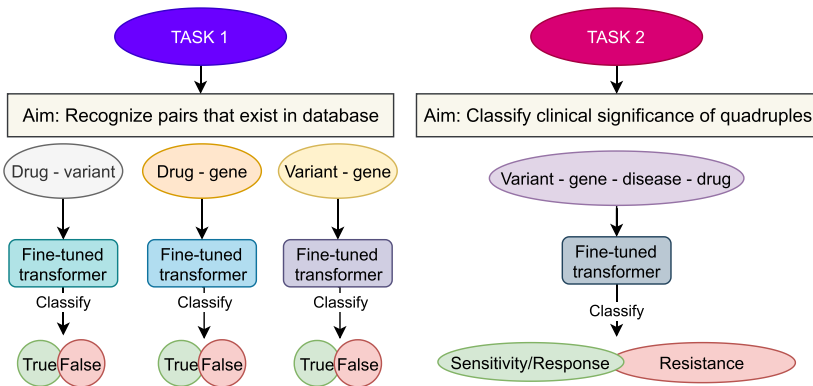 TASK 1
TASK 2
Aim: Recognize pairs that exist in database
Aim: Classify clinical significance of quadruples
Drug - variant
Drug - gene
Variant - gene
Variant - gene - disease - drug
Fine-tuned
transformer
Fine-tuned
transformer
Fine-tuned
transformer
Fine-tuned
transformer
Classify
Classify
Classify
Classify
True False
True False
True False
Sensitivity/Response
Resistance